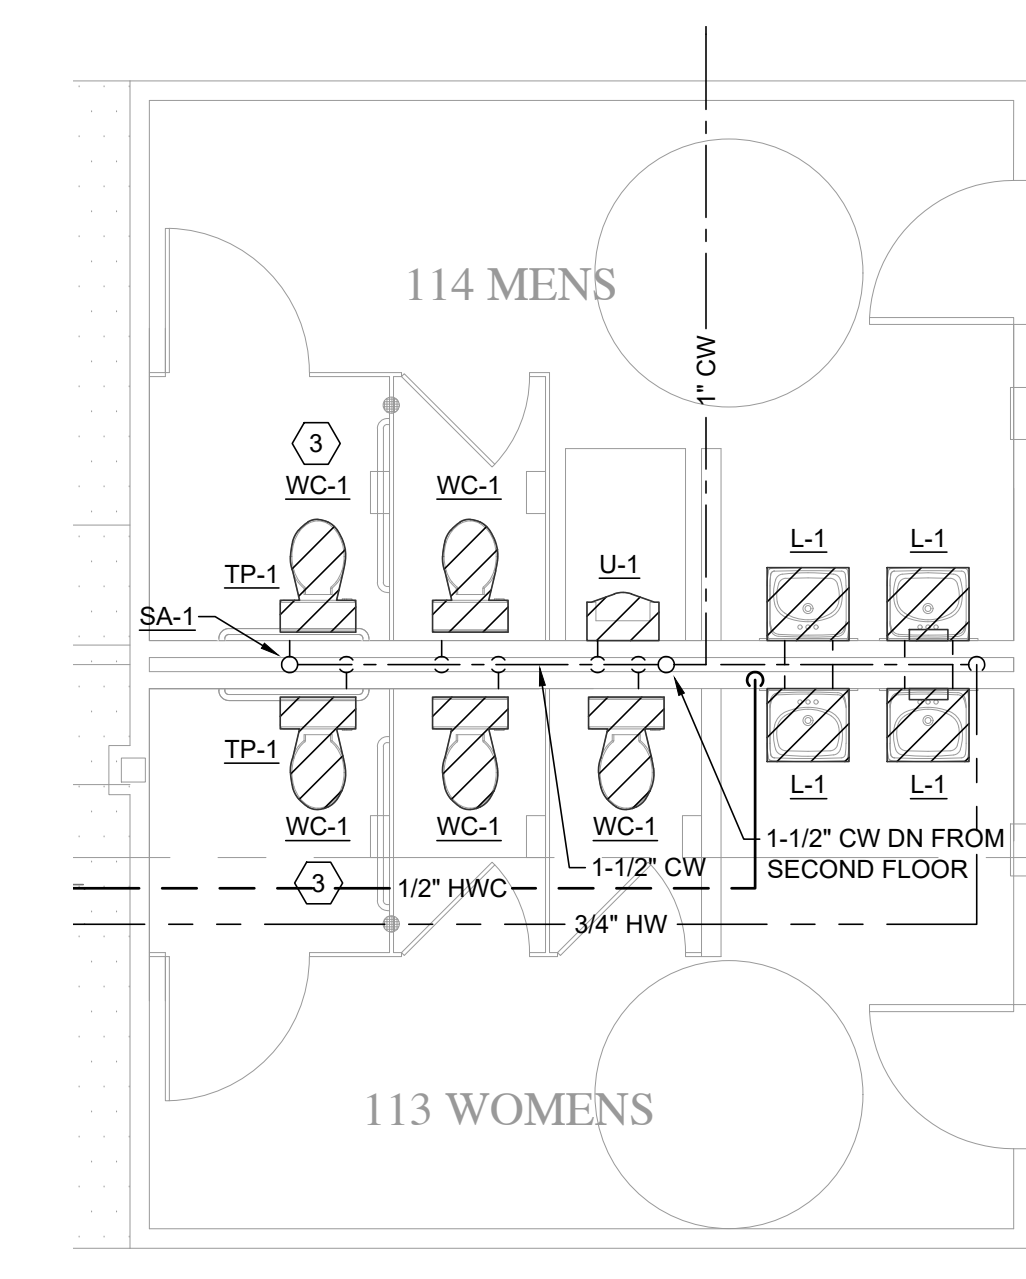 114 MENS
1" CW
3
WC-1
WC-1
L-1
L-1
U-1
TP-1
SA-1
TP-1
L-1
L-1
WC-1
WC-1
WC-1
1-1/2" CW DN FROM
SECOND FLOOR
1-1/2" CW
3
1/2" HWC
3/4" HW
113 WOMENS